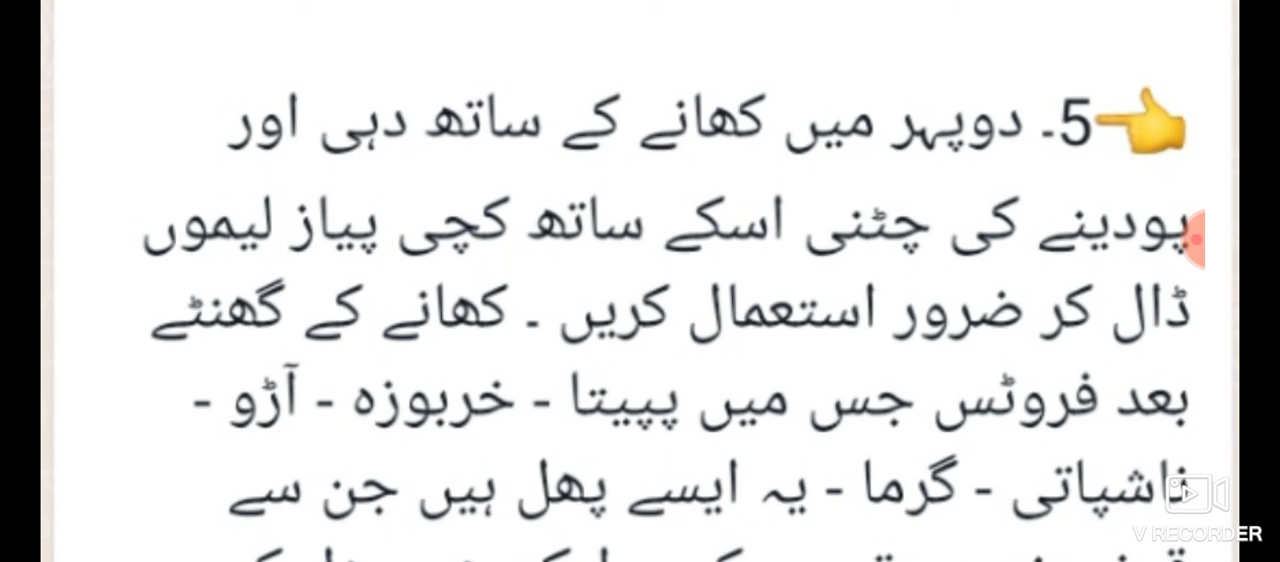 👈5۔ دوپہر میں کھانے کے ساتھ دہی اور
پودینے کی چٹنی اسکے ساتھ کچی پیاز لیموں
ڈال کر ضرور استعمال کریں ۔ کھانے کے گھنٹے
بعد فروٹس جس میں پپیتا - خربوزہ - آڑو -
ناشپاتی - گرما - یہ ایسے پھل ہیں جن سے
V RECORDER